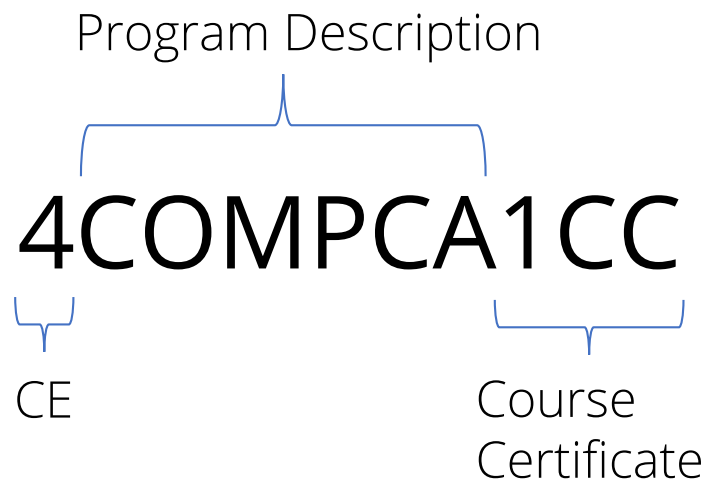 Program Description
4COMPCA1CC
CE
Course
Certificate